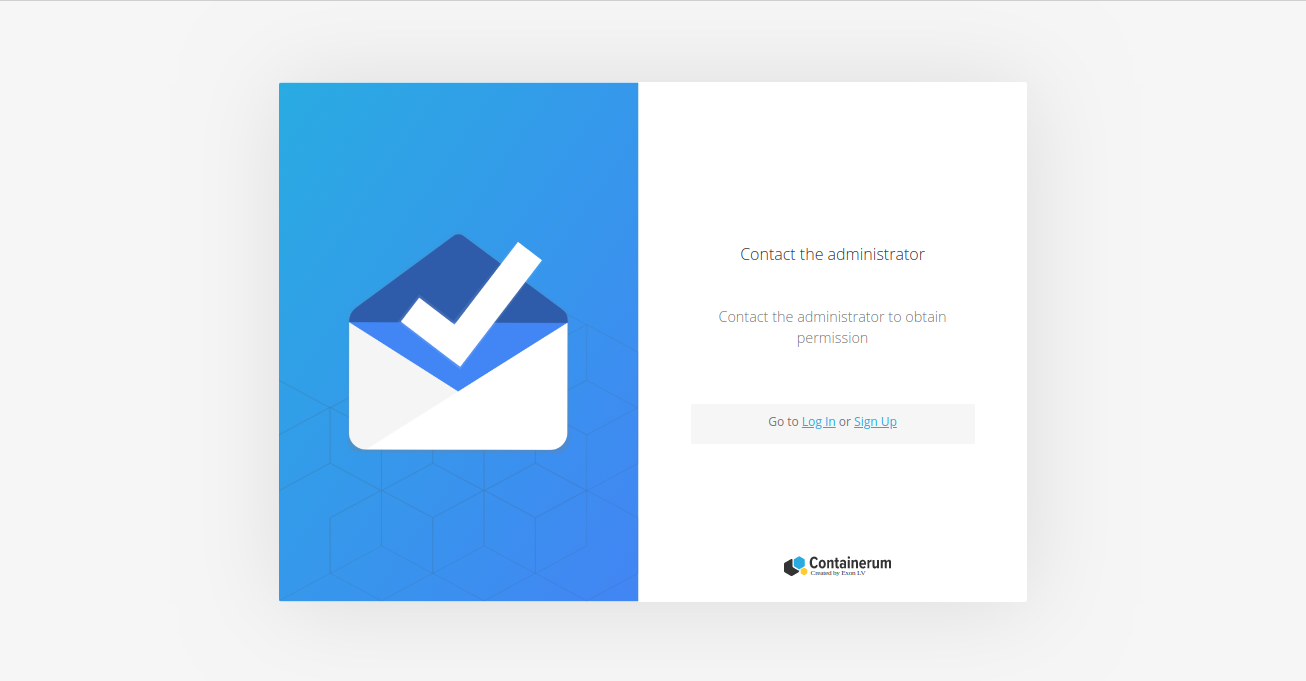 Contact the administrator
Contact the administrator to obtain
permission
Go to Log In or Sign Up
Containerum
Created by Exon LV